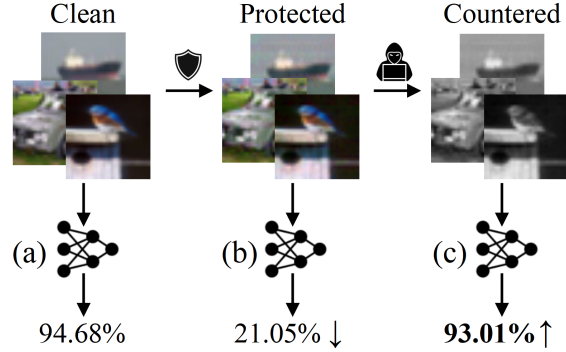 Clean Protected Countered
(a) (b) (c)
94.68% 21.05%↓ 93.01%↑